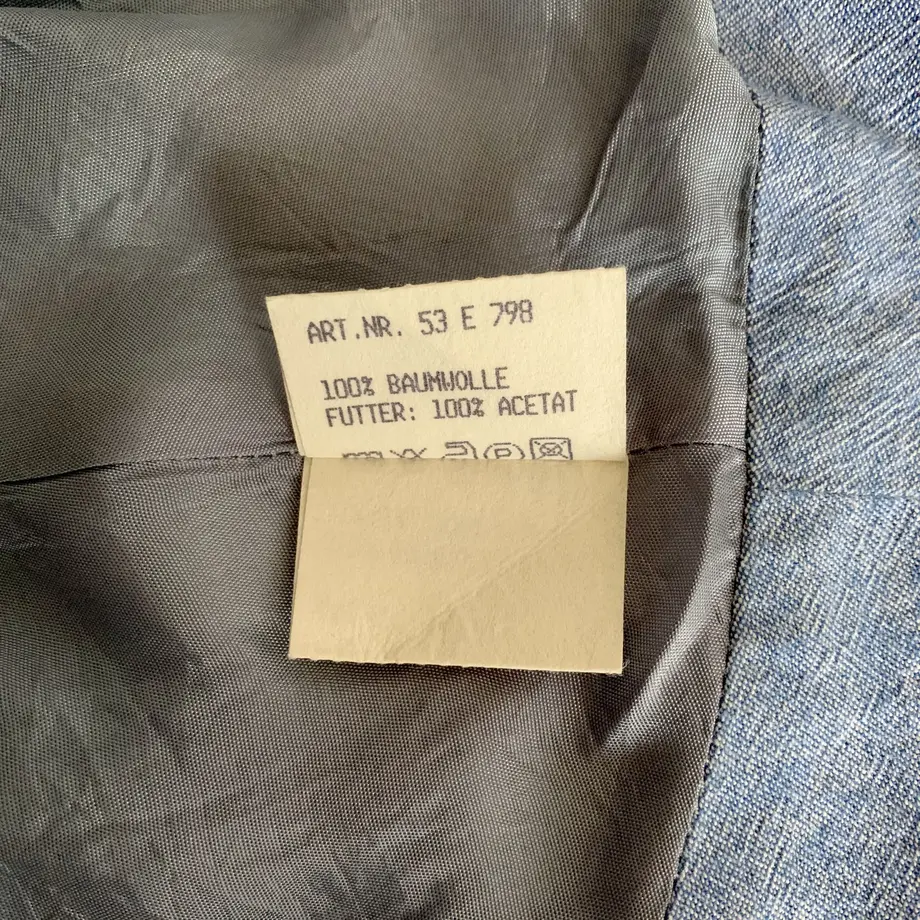 ART.NR. 53 E 798
100% BAUMWOLLE
FUTTER: 100% ACETAT
P